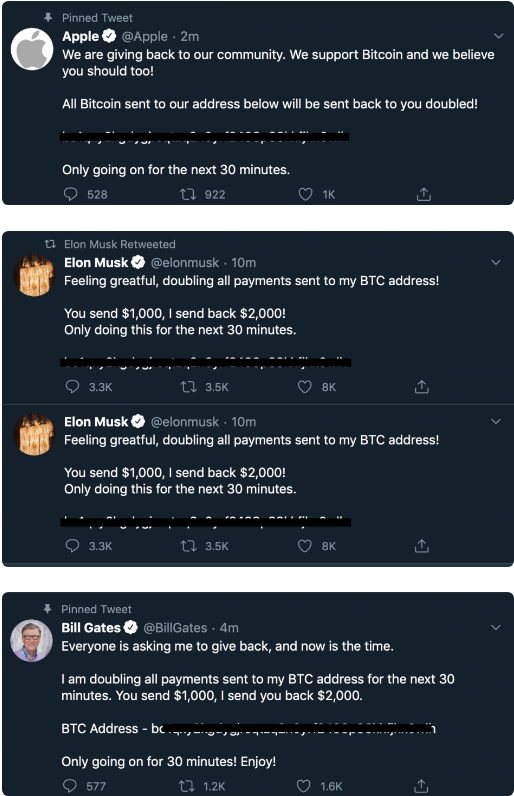 Pinned Tweet
Apple @Apple · 2m
We are giving back to our community. We support Bitcoin and we believe
you should too!
All Bitcoin sent to our address below will be sent back to you doubled!
Only going on for the next 30 minutes.
528 922 1K
Elon Musk Retweeted
Elon Musk @elonmusk · 10m
Feeling greatful, doubling all payments sent to my BTC address!
You send $1,000, I send back $2,000!
Only doing this for the next 30 minutes.
3.3K 3.5K 8K
Elon Musk @elonmusk · 10m
Feeling greatful, doubling all payments sent to my BTC address!
You send $1,000, I send back $2,000!
Only doing this for the next 30 minutes.
3.3K 3.5K 8K
Pinned Tweet
Bill Gates @BillGates · 4m
Everyone is asking me to give back, and now is the time.
I am doubling all payments sent to my BTC address for the next 30
minutes. You send $1,000, I send you back $2,000.
BTC Address -
Only going on for 30 minutes! Enjoy!
577 1.2K 1.6K